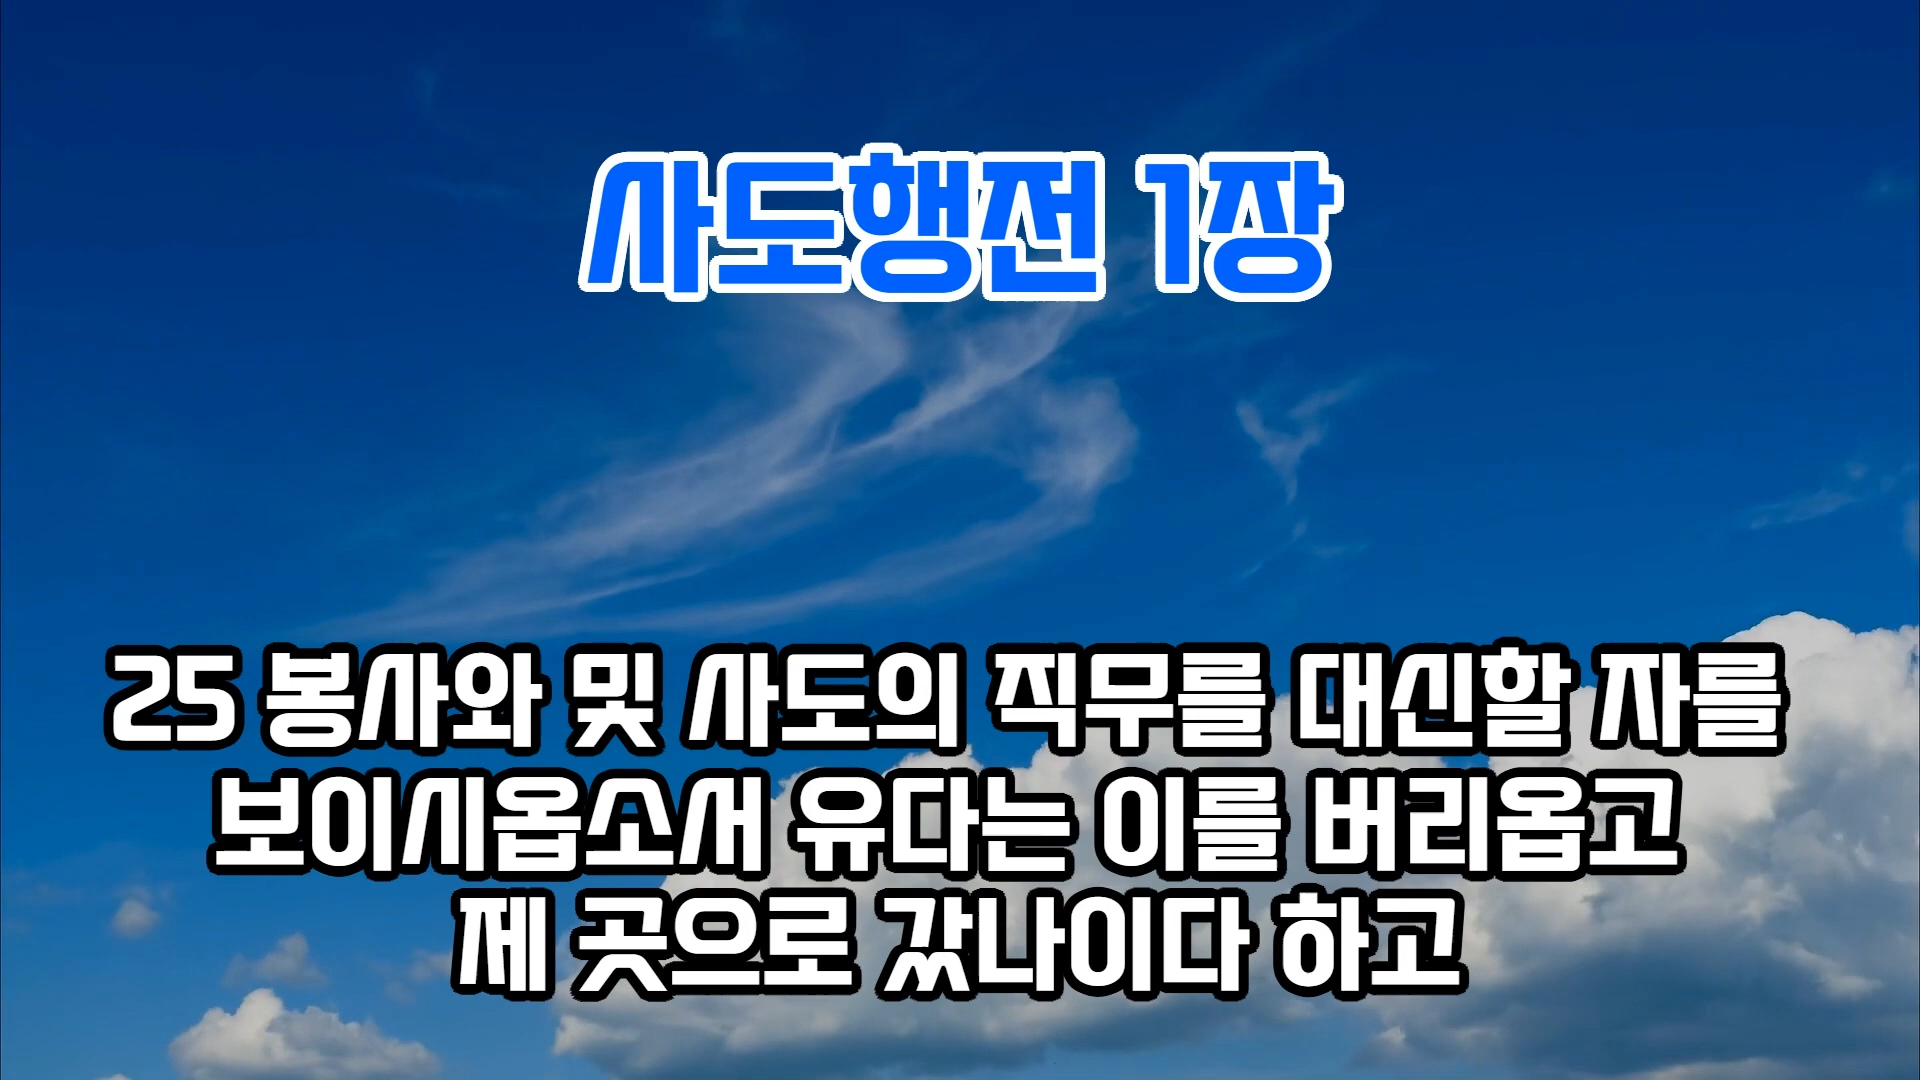 사도행전 1장
25 봉사와 및 사도의 직무를 대신할 자를
보이시옵소서 유다는 이를 버리옵고
제 곳으로 갔나이다 하고